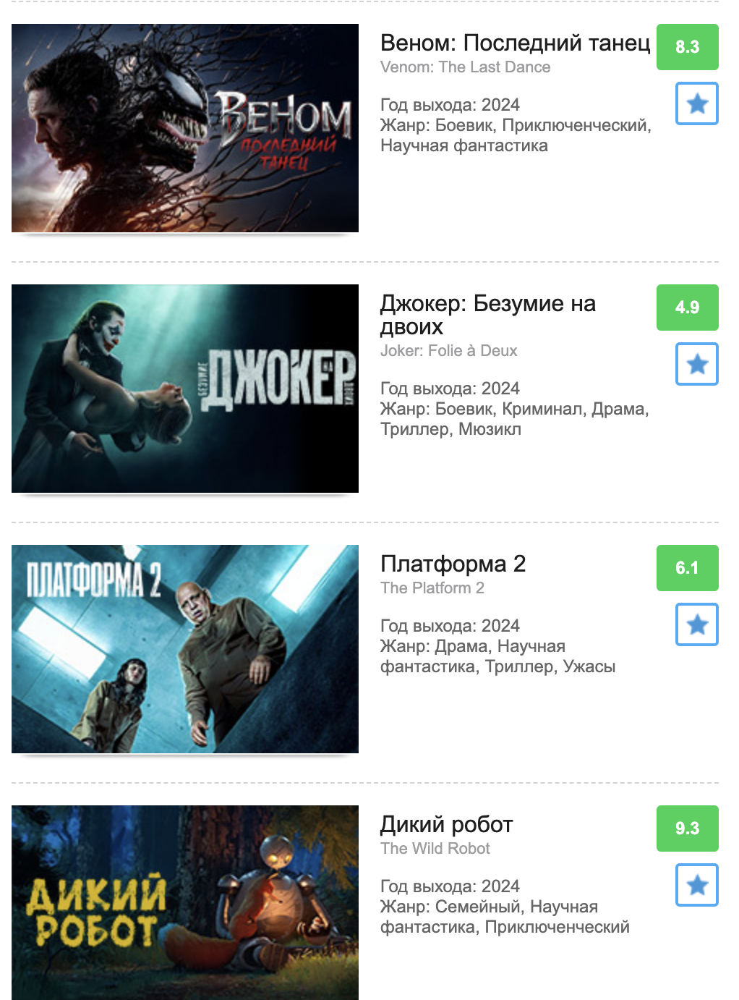 ВЕНОМ
ПОСЛЕДНИЙ
ТАНЕЦ
Веном: Последний танец
8.3
Venom: The Last Dance
Год выхода: 2024
Жанр: Боевик, Приключенческий,
Научная фантастика
БЕЗУМИЕ
ДЖОКЕР
НА
ДВОИХ
Джокер: Безумие на
двоих
4.9
Joker: Folie à Deux
Год выхода: 2024
Жанр: Боевик, Криминал, Драма,
Триллер, Мюзикл
ПЛАТФОРМА 2
Платформа 2
6.1
The Platform 2
Год выхода: 2024
Жанр: Драма, Научная
фантастика, Триллер, Ужасы
ДИКИЙ
РОБОТ
Дикий робот
9.3
The Wild Robot
Год выхода: 2024
Жанр: Семейный, Научная
фантастика, Приключенческий